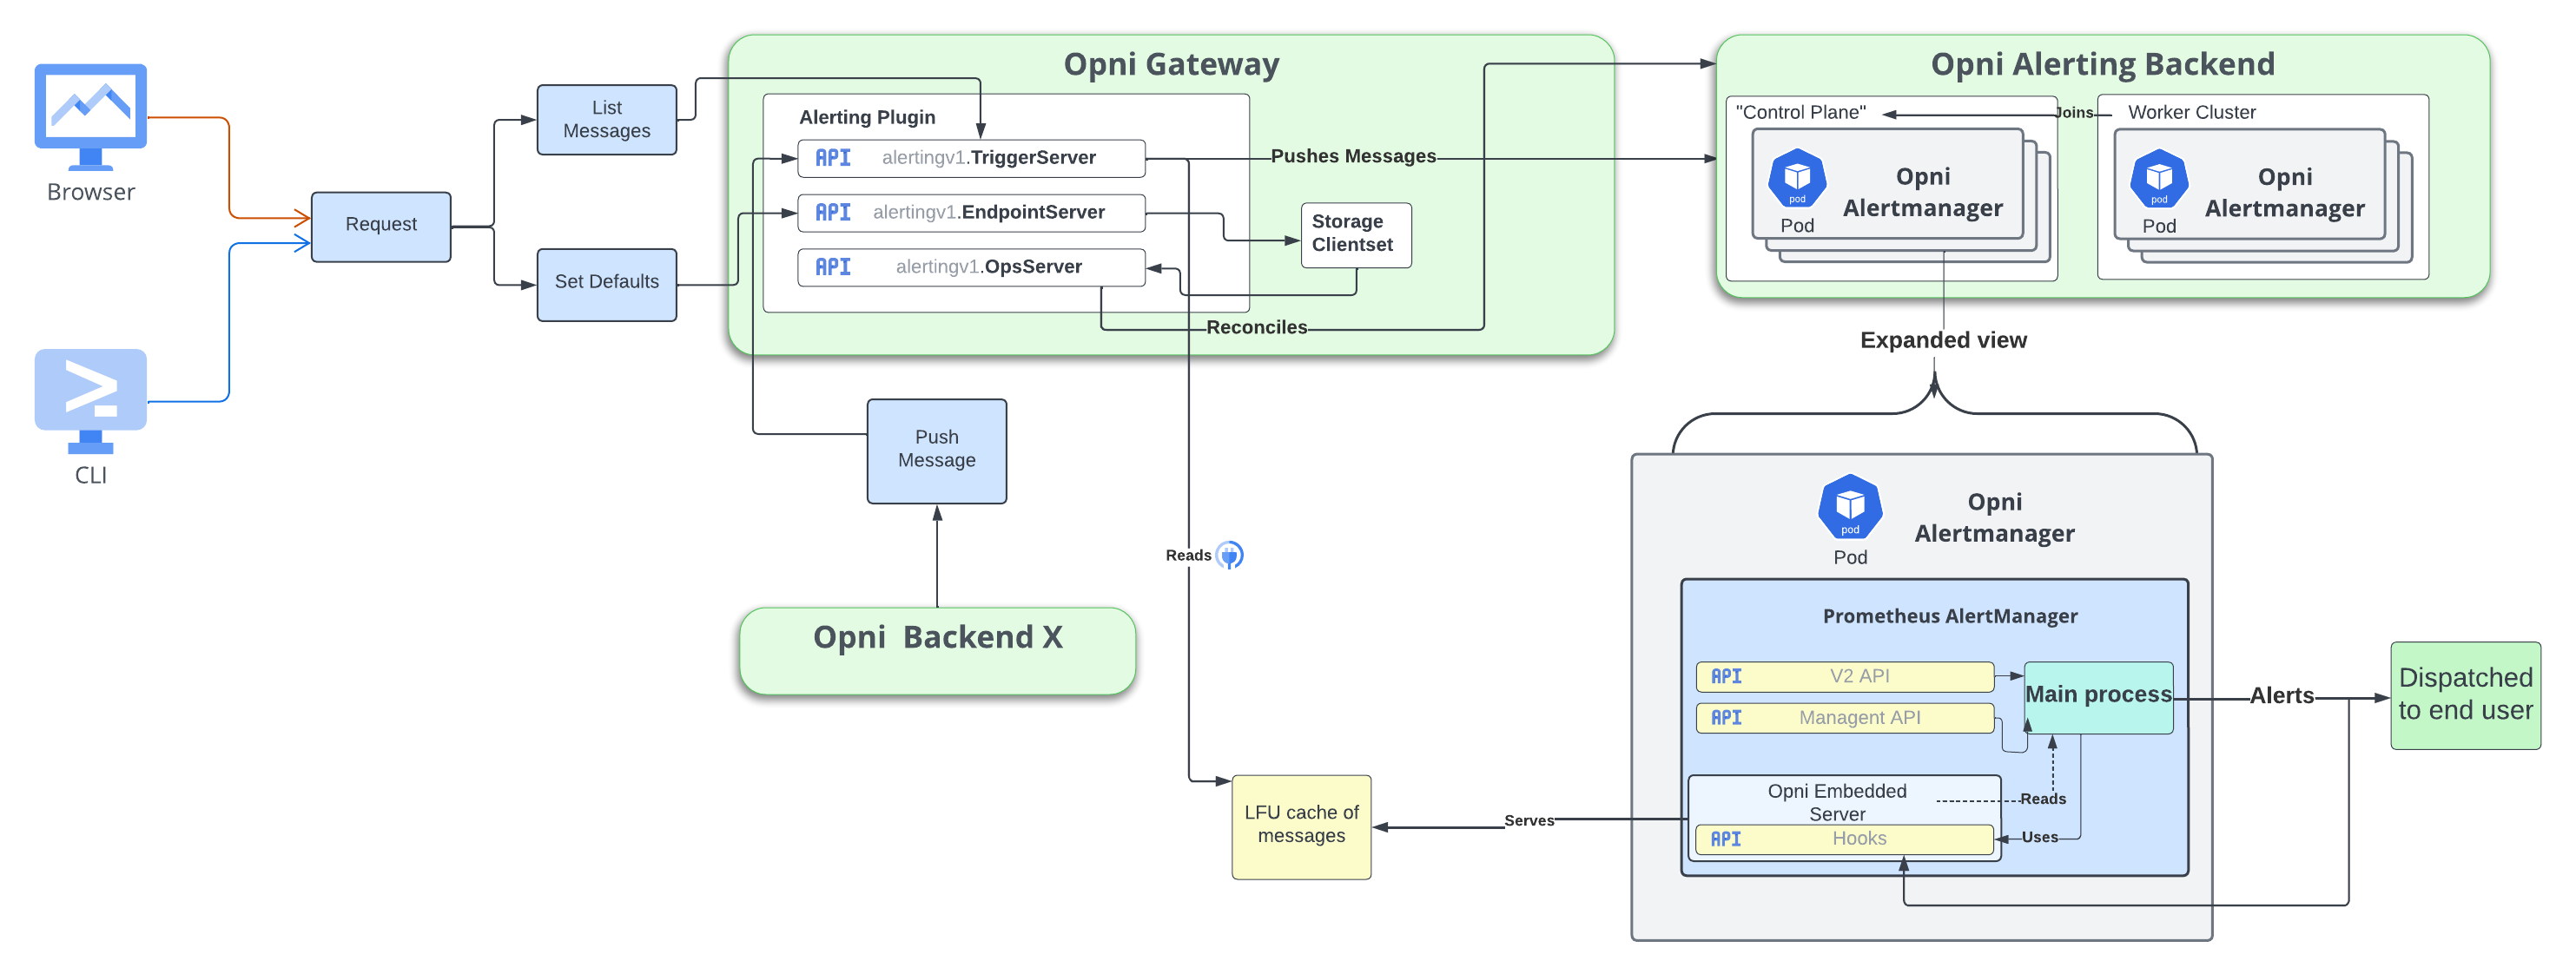 Browser
CLI
Request
List
Messages
Set Defaults
Opni Gateway
Alerting Plugin
API alertingv1.TriggerServer
API alertingv1.EndpointServer
API alertingv1.OpsServer
Storage
Clientset
Pushes Messages
Reconciles
Push
Message
Opni Backend X
Reads
LFU cache of
messages
Serves
Opni Alerting Backend
"Control Plane"
Joins
Worker Cluster
pod
Pod
Opni
Alertmanager
pod
Pod
Opni
Alertmanager
Expanded view
pod
Pod
Opni
Alertmanager
Prometheus AlertManager
API V2 API
API Managent API
Main process
Opni Embedded
Server
Reads
API Hooks
Uses
Alerts
Dispatched
to end user